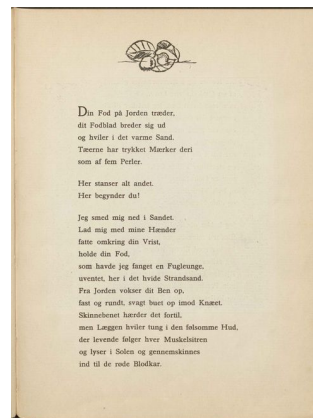 Din Fod på Jorden træder,
dit Fodblad breder sig ud
og hviler i det varme Sand.
Tæerne har trykket Mærker deri
som af fem Perler.
Her stanser alt andet.
Her begynder du!
Jeg smed mig ned i Sandet.
Lad mig med mine Hænder
fatte omkring din Vrist,
holde din Fod,
som havde jeg fanget en Fugleunge,
uventet, her i det hvide Strandsand.
Fra Jorden vokser dit Ben op,
fast og rundt, svagt buet op imod Knæet.
Skinnebenet hærder det fortil,
men Læggen hviler tung i den følsomme Hud,
der levende følger hver Muskelsitren
og lyser i Solen og gennemskinnes
ind til de røde Blodkar.